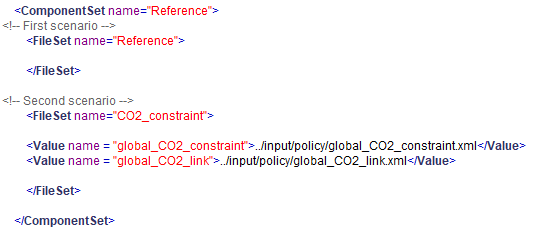 <ComponentSet name="Reference">
<!-- First scenario -->
<FileSet name="Reference">
</FileSet>
<!-- Second scenario -->
<FileSet name="CO2_constraint">
<Value name = "global_CO2_constraint">../input/policy/global_CO2_constraint.xml</Value>
<Value name = "global_CO2_link">../input/policy/global_CO2_link.xml</Value>
</FileSet>
</ComponentSet>